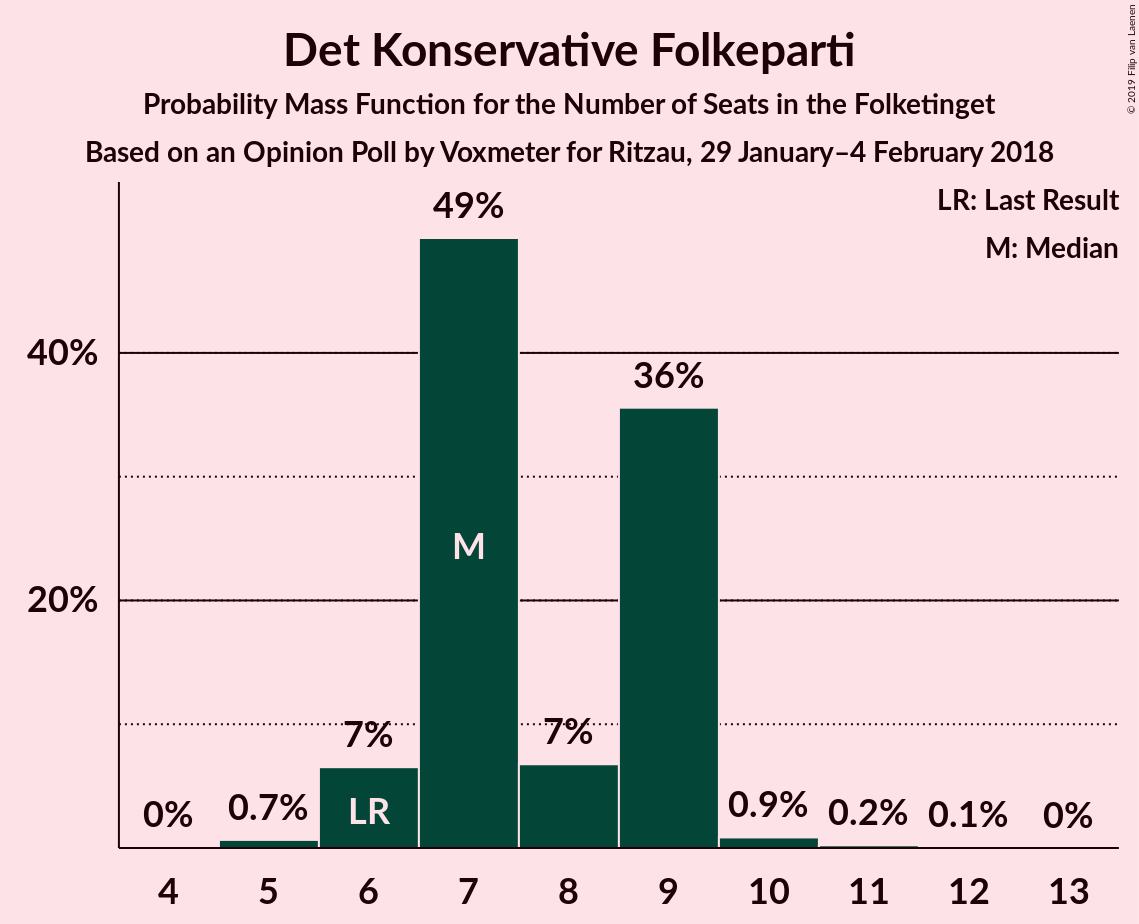 Det Konservative Folkeparti
Probability Mass Function for the Number of Seats in the Folketinget
Based on an Opinion Poll by Voxmeter for Ritzau, 29 January–4 February 2018
© 2019 Filip van Laenen
LR: Last Result
M: Median
49%
40%
36%
M
20%
7%
7%
LR
0%
0.7%
0.9%
0.2%
0.1%
0%
4 5 6 7 8 9 10 11 12 13